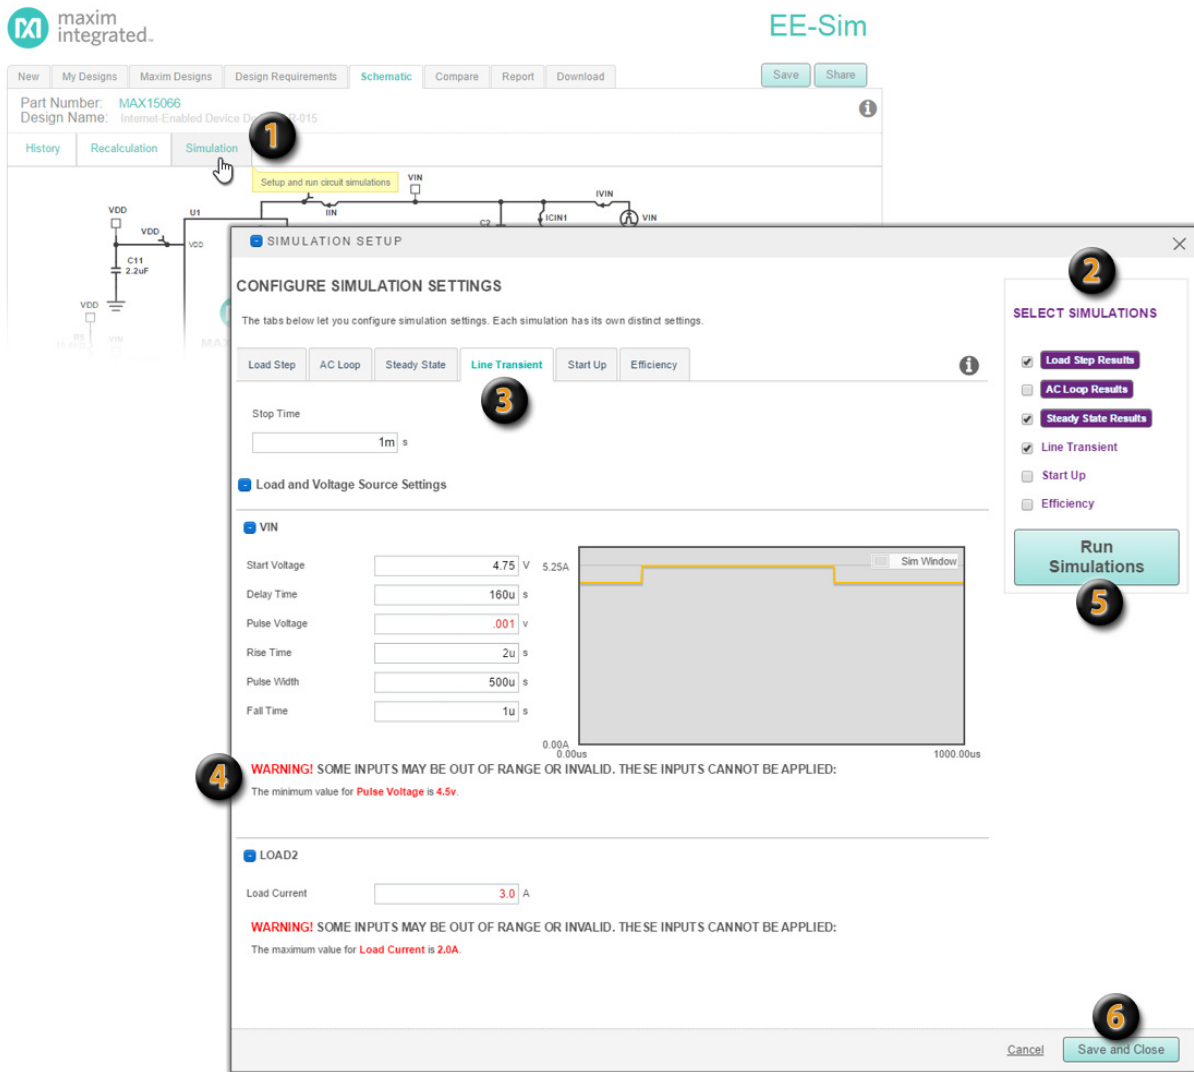 maxim
integrated™
EE-Sim
New My Designs Maxim Designs Design Requirements Schematic Compare Report Download Save Share
Part Number: MAX15066
Design Name: Internet-Enabled Device
History Recalculation Simulation
1
Setup and run circuit simulations
VIN
IIN
IVIN
ICIN1
VIN
C2
VDD
VDD
U1
VDD
C11
2.2uF
VDD
VIN
SIMULATION SETUP
CONFIGURE SIMULATION SETTINGS
The tabs below let you configure simulation settings. Each simulation has its own distinct settings.
Load Step AC Loop Steady State Line Transient Start Up Efficiency
3
Stop Time
1m s
Load and Voltage Source Settings
VIN
Start Voltage 4.75 V
Delay Time 160u s
Pulse Voltage .001 v
Rise Time 2u s
Pulse Width 500u s
Fall Time 1u s
5.25A
Sim Window
0.00A
0.00us
1000.00us
4
WARNING! SOME INPUTS MAY BE OUT OF RANGE OR INVALID. THESE INPUTS CANNOT BE APPLIED:
The minimum value for Pulse Voltage is 4.5v.
LOAD2
Load Current 3.0 A
WARNING! SOME INPUTS MAY BE OUT OF RANGE OR INVALID. THESE INPUTS CANNOT BE APPLIED:
The maximum value for Load Current is 2.0A.
2
SELECT SIMULATIONS
Load Step Results
AC Loop Results
Steady State Results
Line Transient
Start Up
Efficiency
Run
Simulations
5
6
Cancel Save and Close